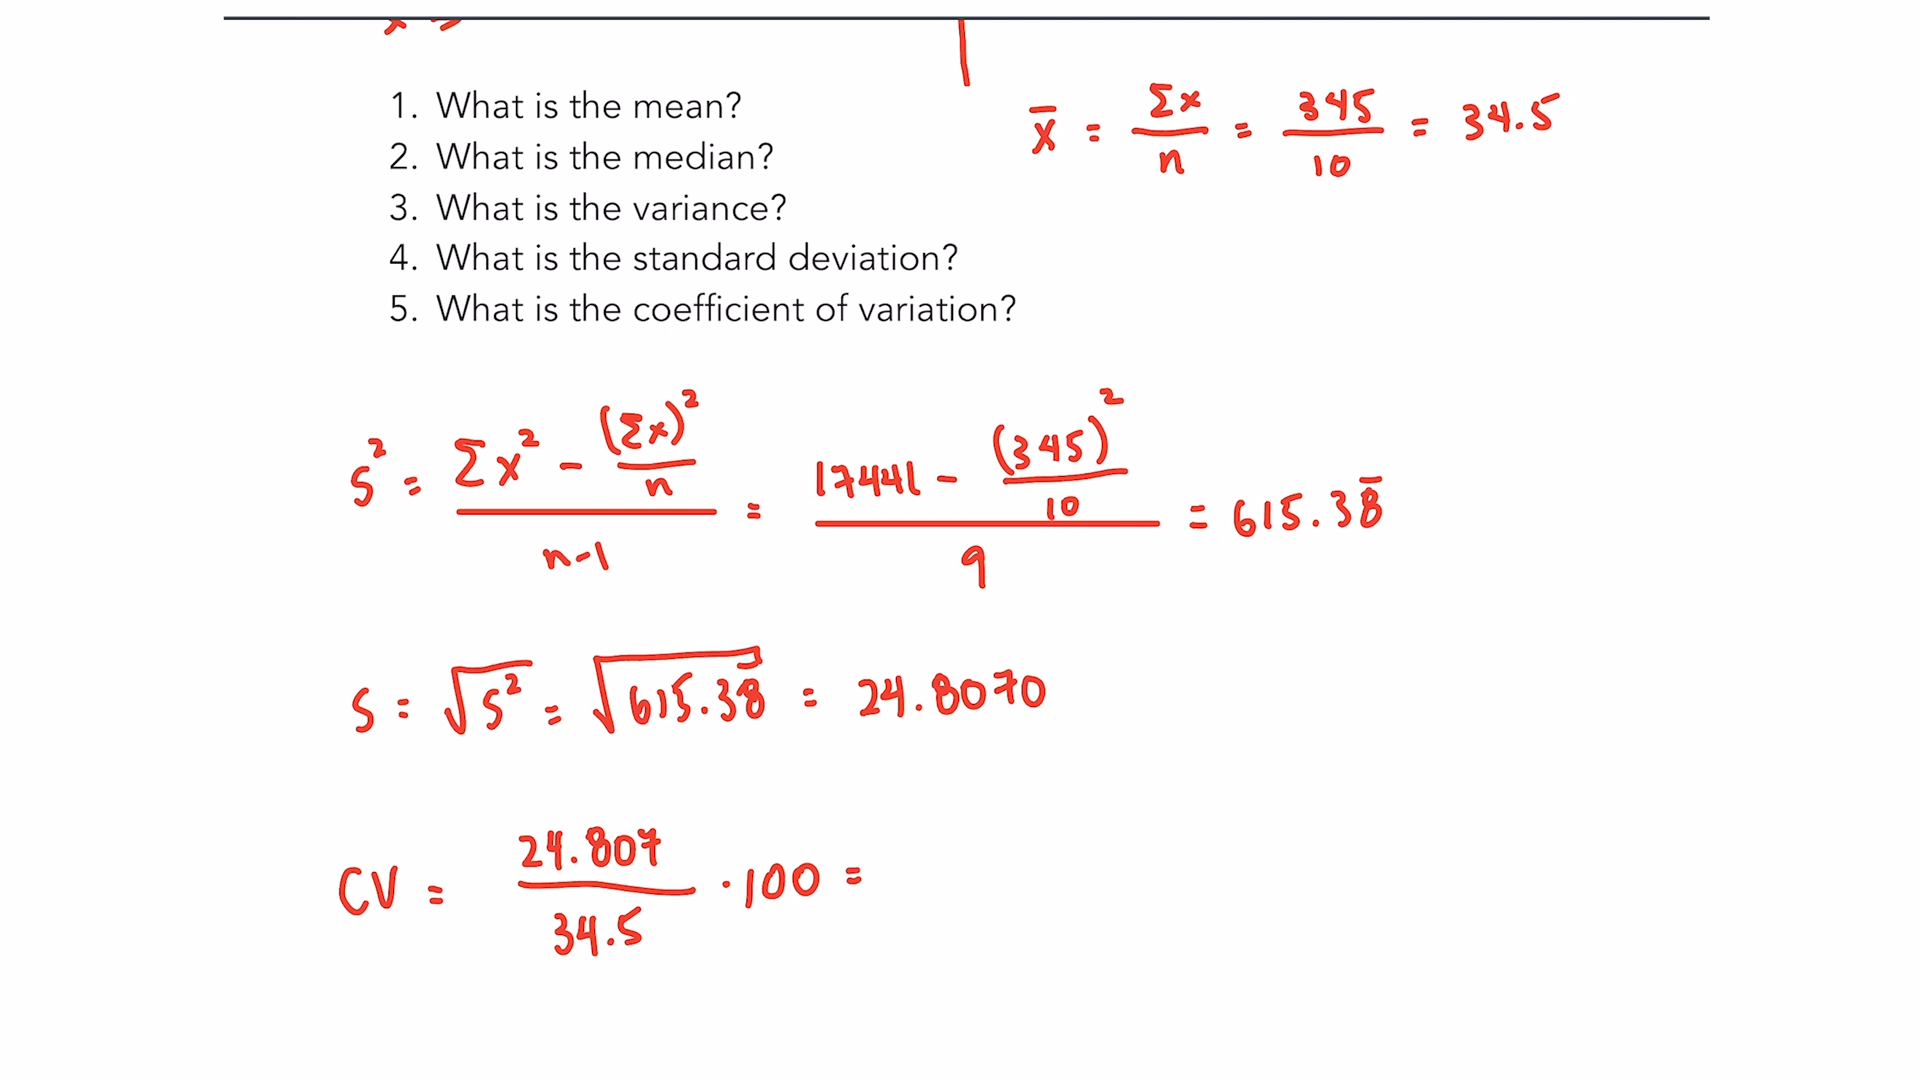 1. What is the mean?
2. What is the median?
3. What is the variance?
4. What is the standard deviation?
5. What is the coefficient of variation?
x̄ = Σx/n = 345/10 = 34.5
s² = (Σx² - (Σx)²/n)/(n-1) = (17441 - (345)²/10)/9 = 615.38̄
s = √s² = √615.38̄ = 24.8070
CV = 24.807/34.5 · 100 =